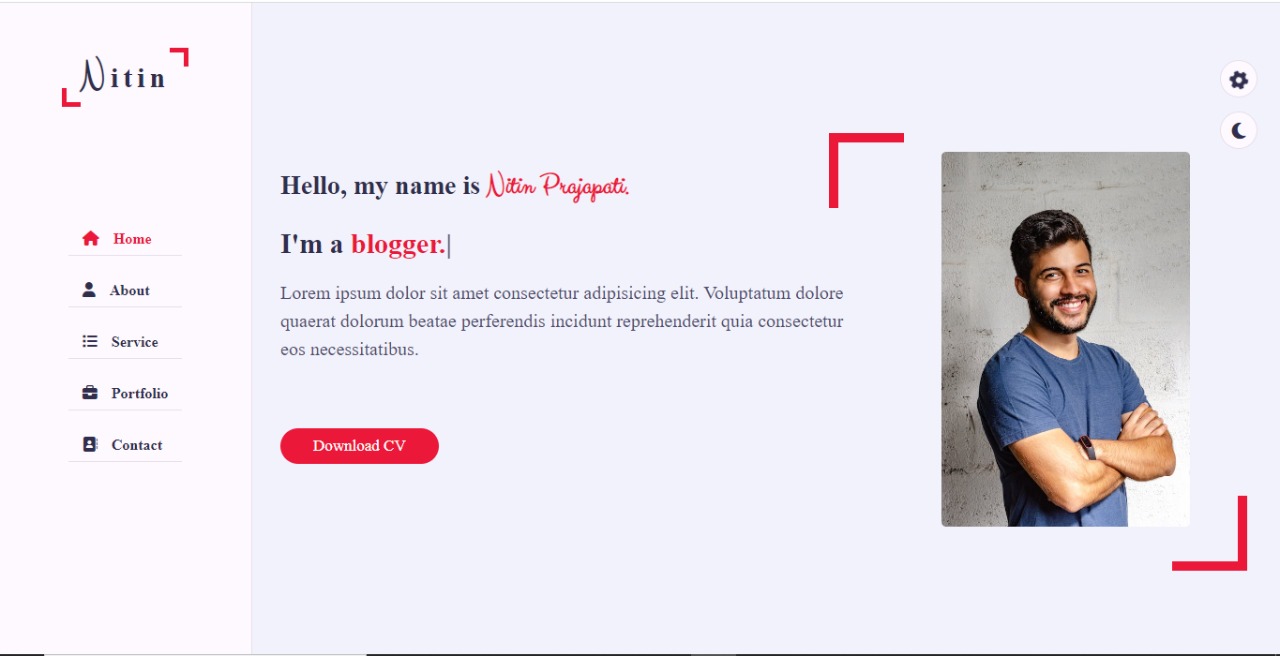 Nitin
Home
About
Service
Portfolio
Contact
Hello, my name is Nitin Prajapati.
I'm a blogger.|
Lorem ipsum dolor sit amet consectetur adipisicing elit. Voluptatum dolore
quaerat dolorum beatae perferendis incidunt reprehenderit quia consectetur
eos necessitatibus.
Download CV